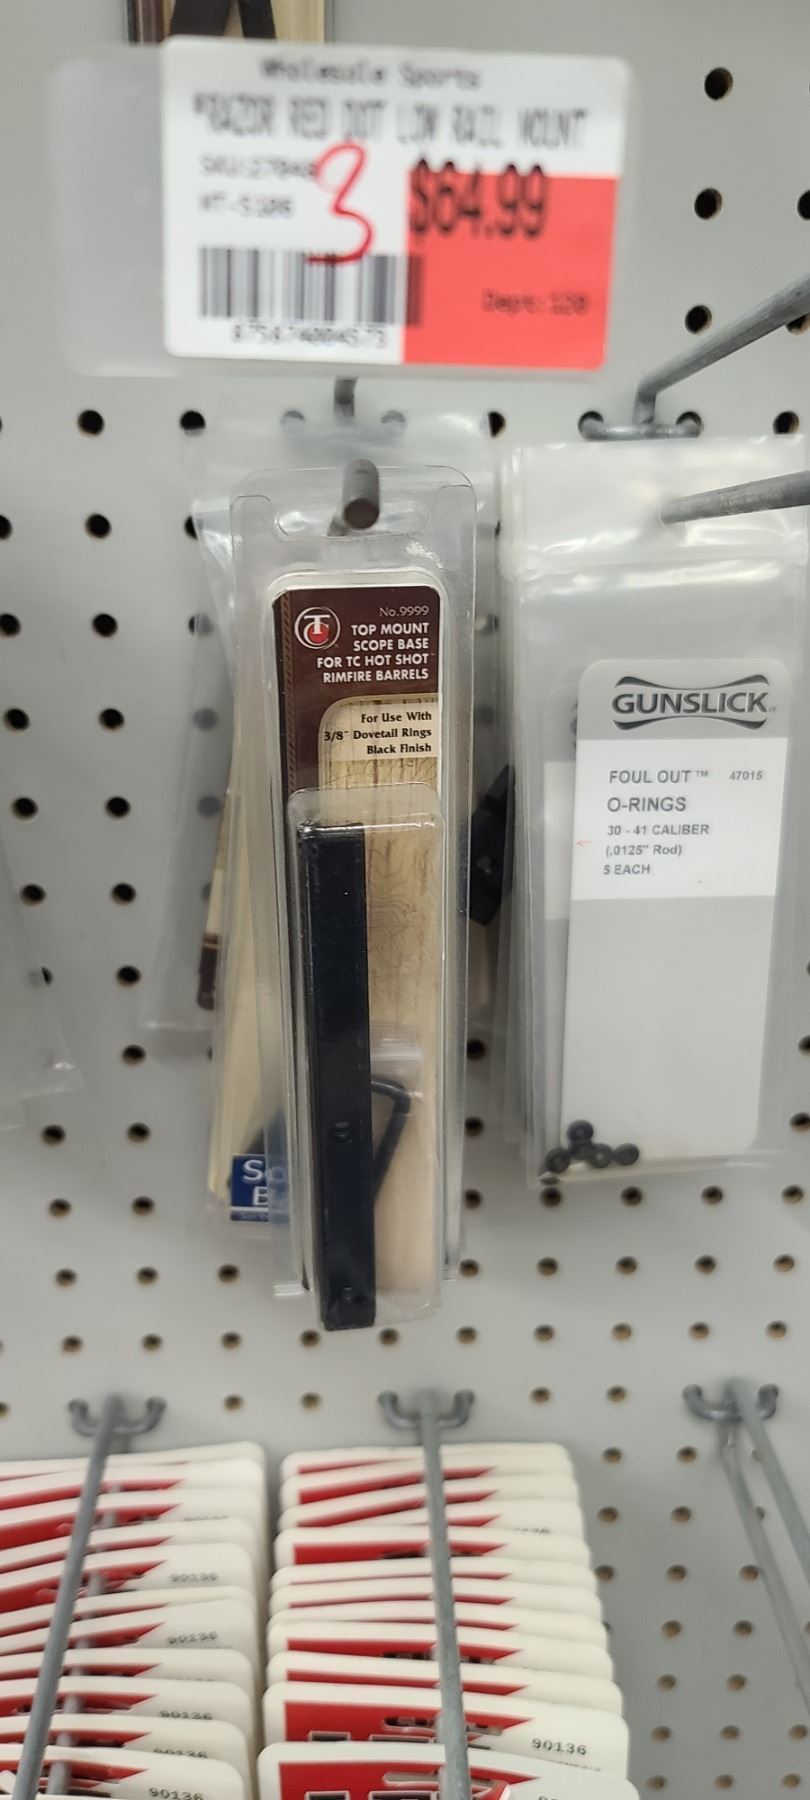 Wholesale Sports
*RAZOR RED DOT LOW RAIL MOUNT
3
$64.99
Dept: 120
No.9999
TC
TOP MOUNT
SCOPE BASE
FOR TC HOT SHOT
RIMFIRE BARRELS
For Use With
3/8" Dovetail Rings
Black Finish
GUNSLICK
FOUL OUT™ 47015
O-RINGS
30 - 41 CALIBER
(.0125" Rod)
5 EACH
90136
90136
90136
90136
90136
90136